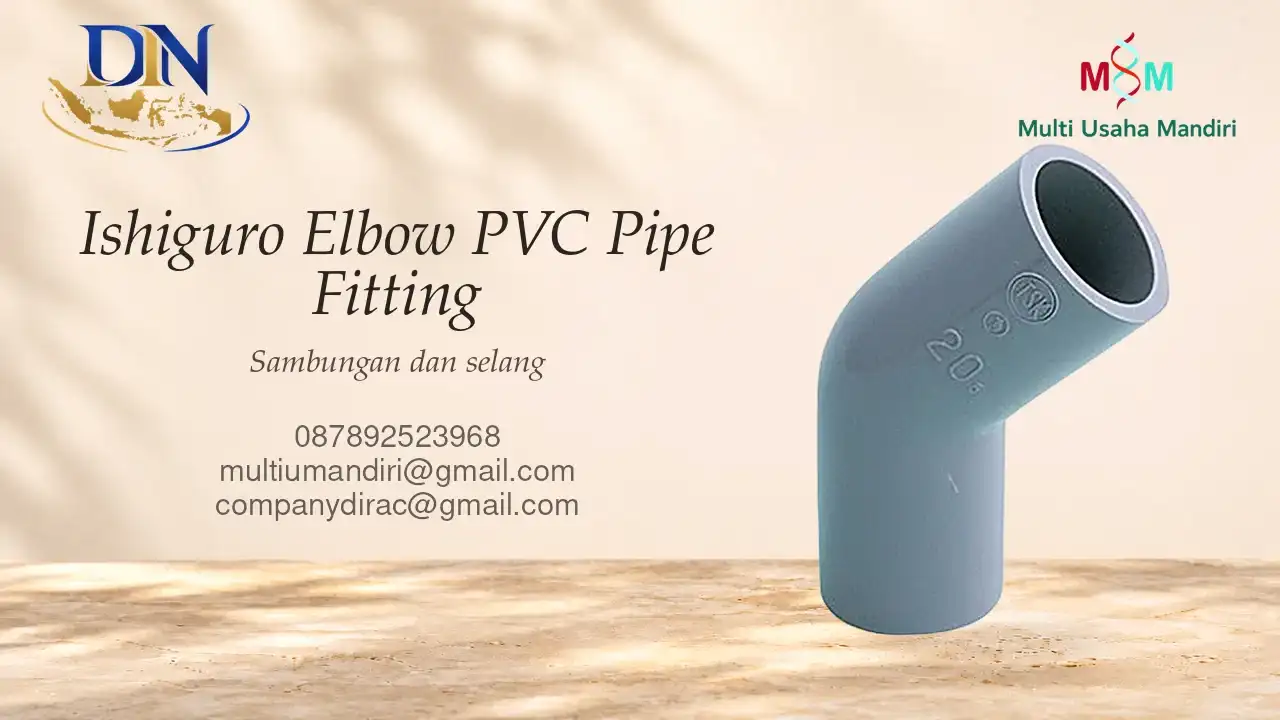 DN
M M
Multi Usaha Mandiri
Ishiguro Elbow PVC Pipe
Fitting
Sambungan dan selang
087892523968
multiumandiri@gmail.com
companydirac@gmail.com
TSK
20